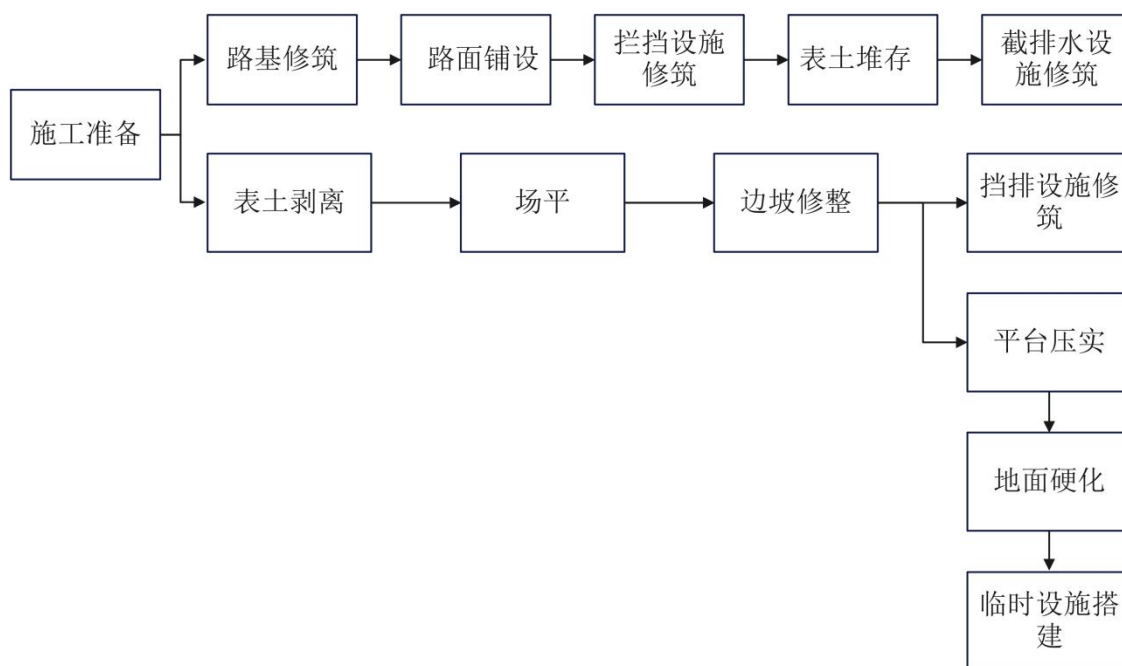 路基修筑
路面铺设
拦挡设施
修筑
表土堆存
截排水设
施修筑
施工准备
表土剥离
场平
边坡修整
挡排设施修
筑
平台压实
地面硬化
临时设施搭
建